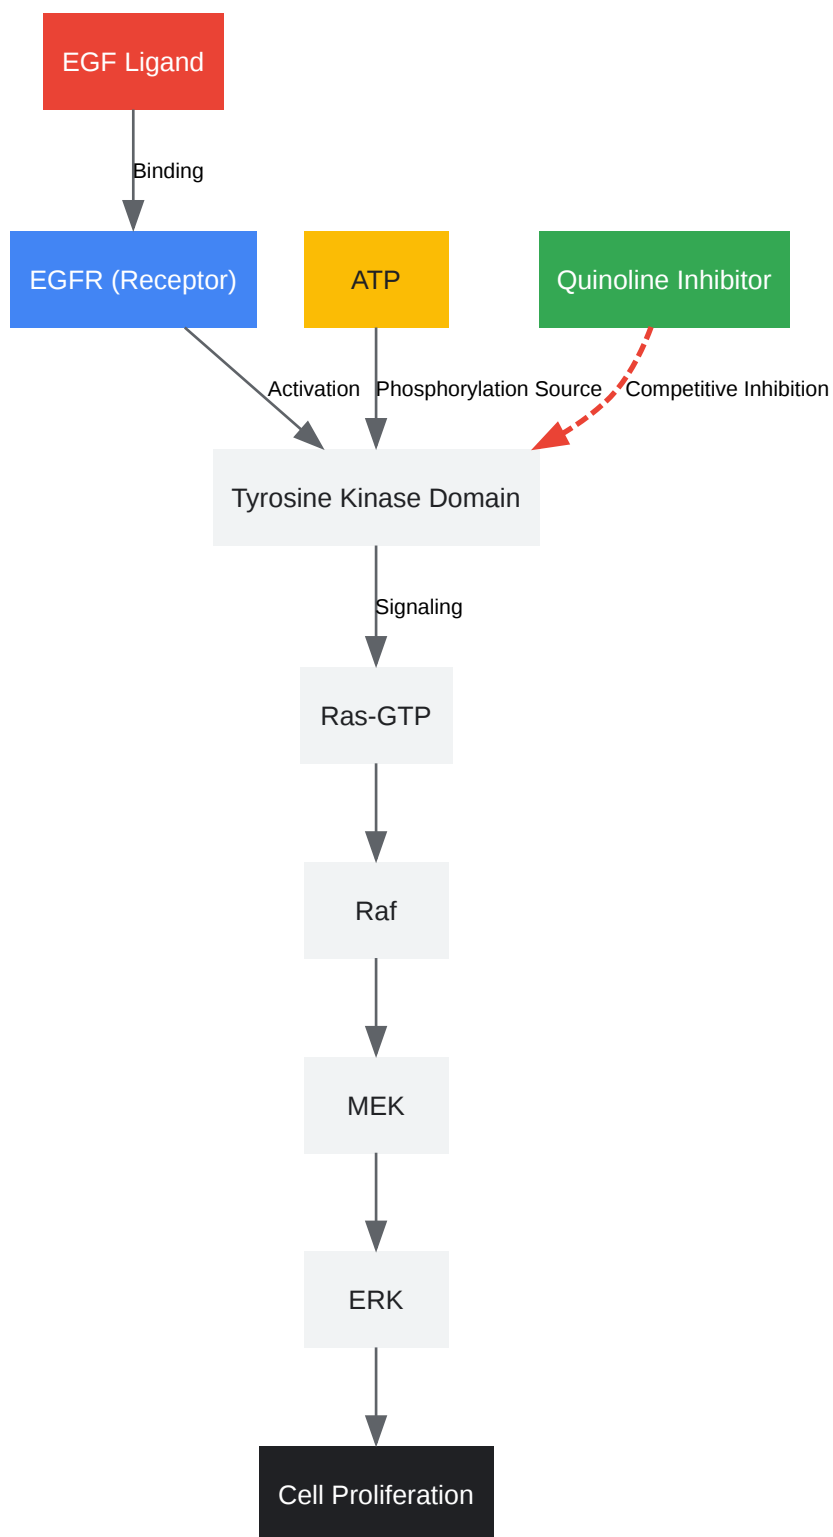 EGF Ligand
Binding
EGFR (Receptor)
ATP
Quinoline Inhibitor
Activation
Phosphorylation Source
Competitive Inhibition
Tyrosine Kinase Domain
Signaling
Ras-GTP
Raf
MEK
ERK
Cell Proliferation